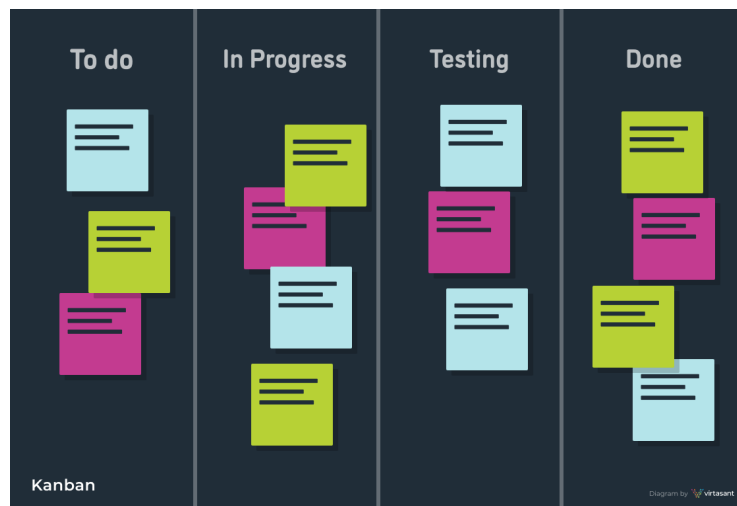 To do
In Progress
Testing
Done
Kanban
Diagram by virtasant